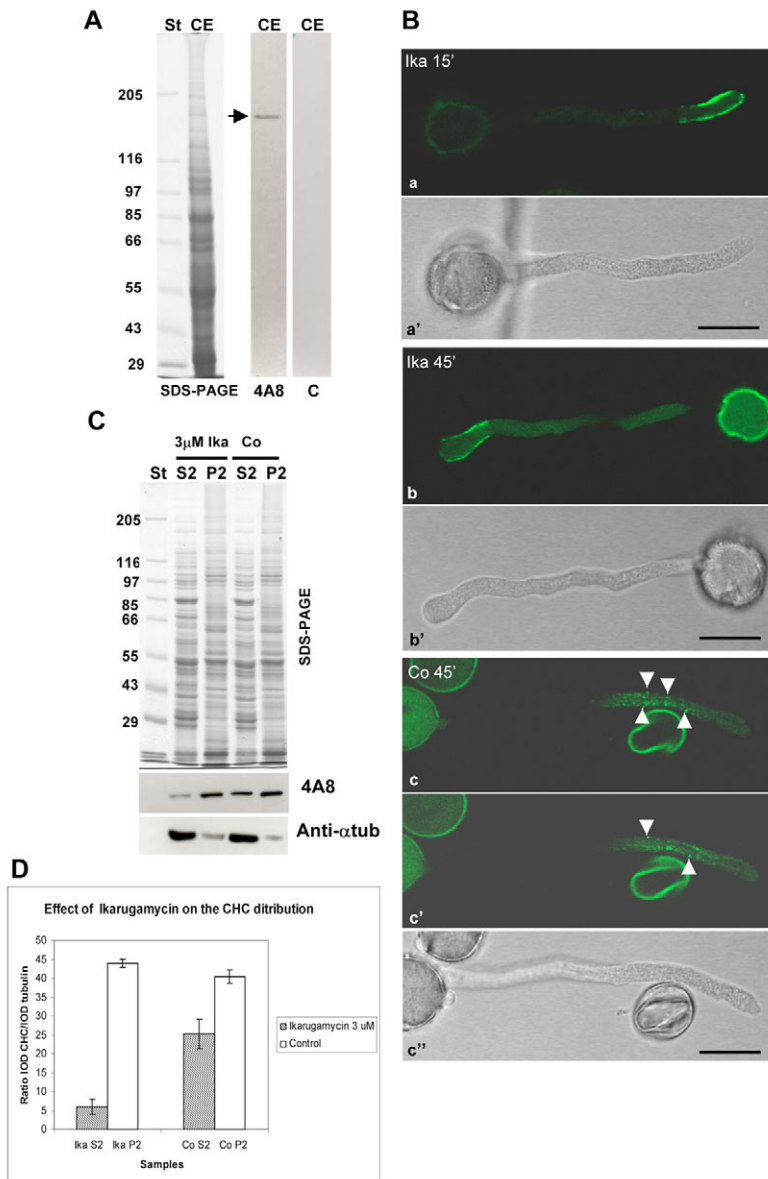 A
St CE CE CE
205
116
97
85
66
55
43
29
SDS-PAGE 4A8 C
B
Ika 15'
a
a'
Ika 45'
b
b'
Co 45'
c
c'
c''
C
3µM Ika Co
St S2 P2 S2 P2
205
116
97
85
66
55
43
29
SDS-PAGE
4A8
Anti-αtub
D
Effect of Ikarugamycin on the CHC ditribution
Ratio IOD CHC/IOD tubulin
50
45
40
35
30
25
20
15
10
5
0
Ika S2 Ika P2 Co S2 Co P2
Samples
Ikarugamycin 3 uM
Control